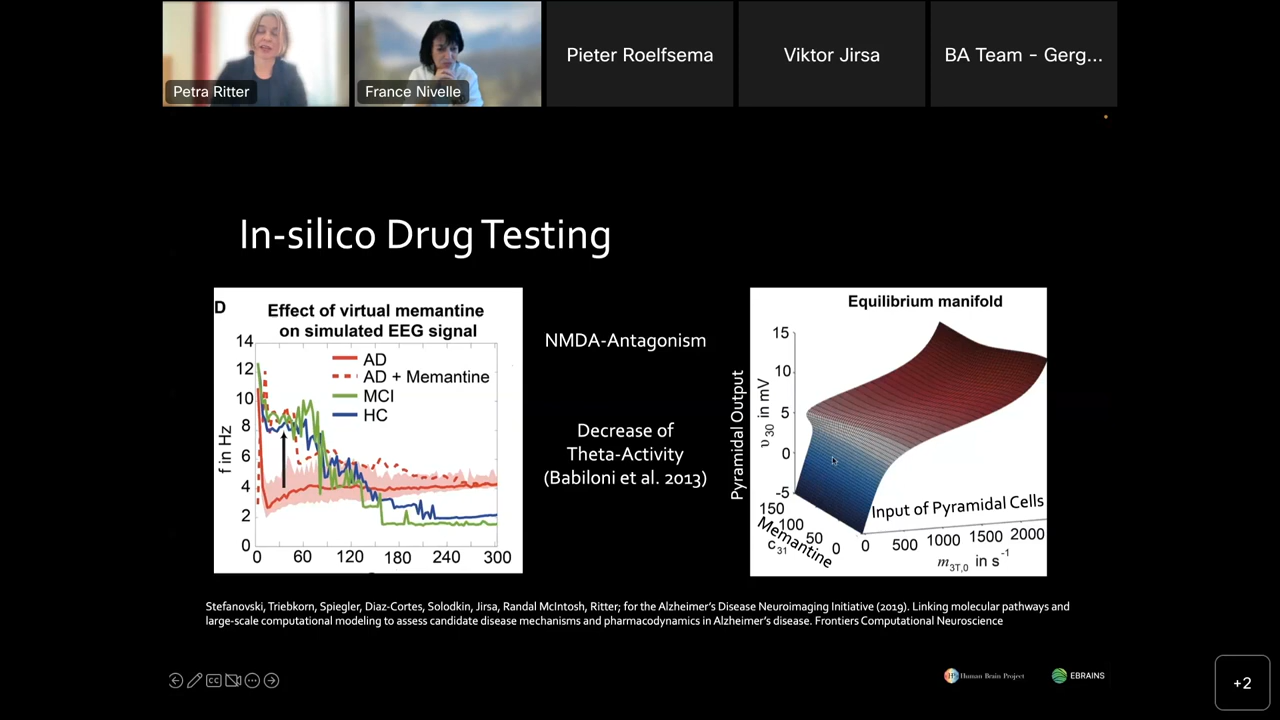 Petra Ritter
France Nivelle
Pieter Roelfsema
Viktor Jirsa
BA Team - Gerg...
In-silico Drug Testing
D
Effect of virtual memantine
on simulated EEG signal
14
12
10
8
6
4
2
0
f in Hz
AD
AD + Memantine
MCI
HC
0 60 120 180 240 300
NMDA-Antagonism
Decrease of
Theta-Activity
(Babiloni et al. 2013)
Equilibrium manifold
Pyramidal Output
υ30 in mV
15
10
5
0
-5
150
100
50
0
Memantine
c31
Input of Pyramidal Cells
0 500 1000 1500 2000
m3T,0 in s-1
Stefanovski, Triebkorn, Spiegler, Diaz-Cortes, Solodkin, Jirsa, Randal McIntosh, Ritter; for the Alzheimer's Disease Neuroimaging Initiative (2019). Linking molecular pathways and
large-scale computational modeling to assess candidate disease mechanisms and pharmacodynamics in Alzheimer's disease. Frontiers Computational Neuroscience
CC
Human Brain Project
EBRAINS
+2